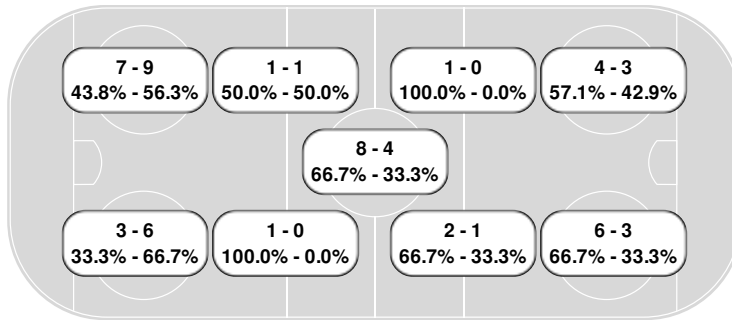 7 - 9
43.8% - 56.3%
1 - 1
50.0% - 50.0%
1 - 0
100.0% - 0.0%
4 - 3
57.1% - 42.9%
8 - 4
66.7% - 33.3%
3 - 6
33.3% - 66.7%
1 - 0
100.0% - 0.0%
2 - 1
66.7% - 33.3%
6 - 3
66.7% - 33.3%